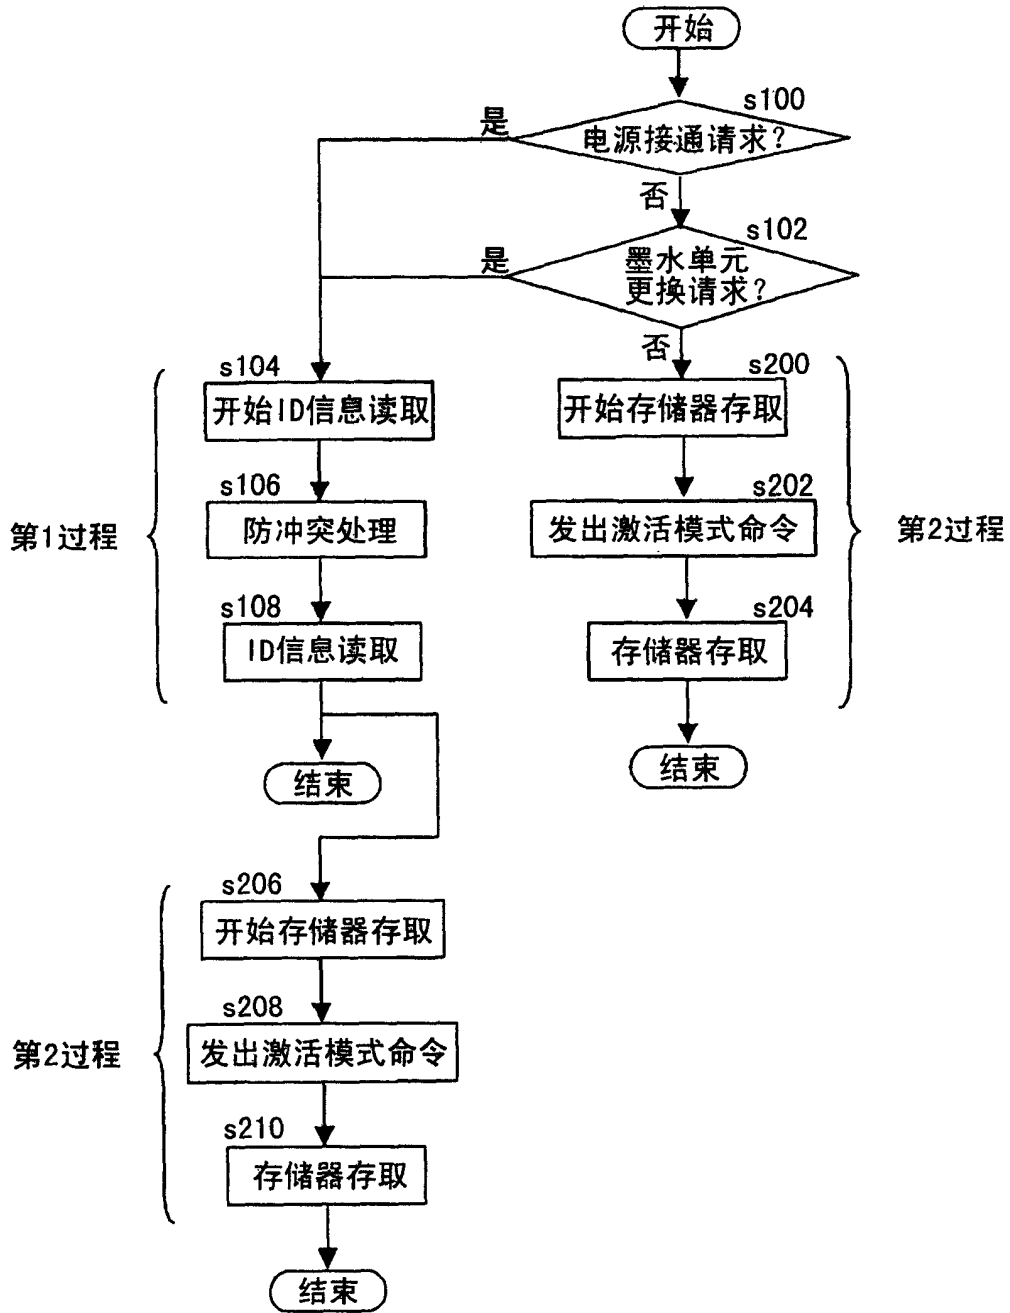 开始
s100
电源接通请求?
是
否
s102
墨水单元
更换请求?
是
否
s104
开始ID信息读取
s106
防冲突处理
s108
ID信息读取
第1过程
结束
s200
开始存储器存取
s202
发出激活模式命令
s204
存储器存取
第2过程
结束
s206
开始存储器存取
s208
发出激活模式命令
s210
存储器存取
第2过程
结束